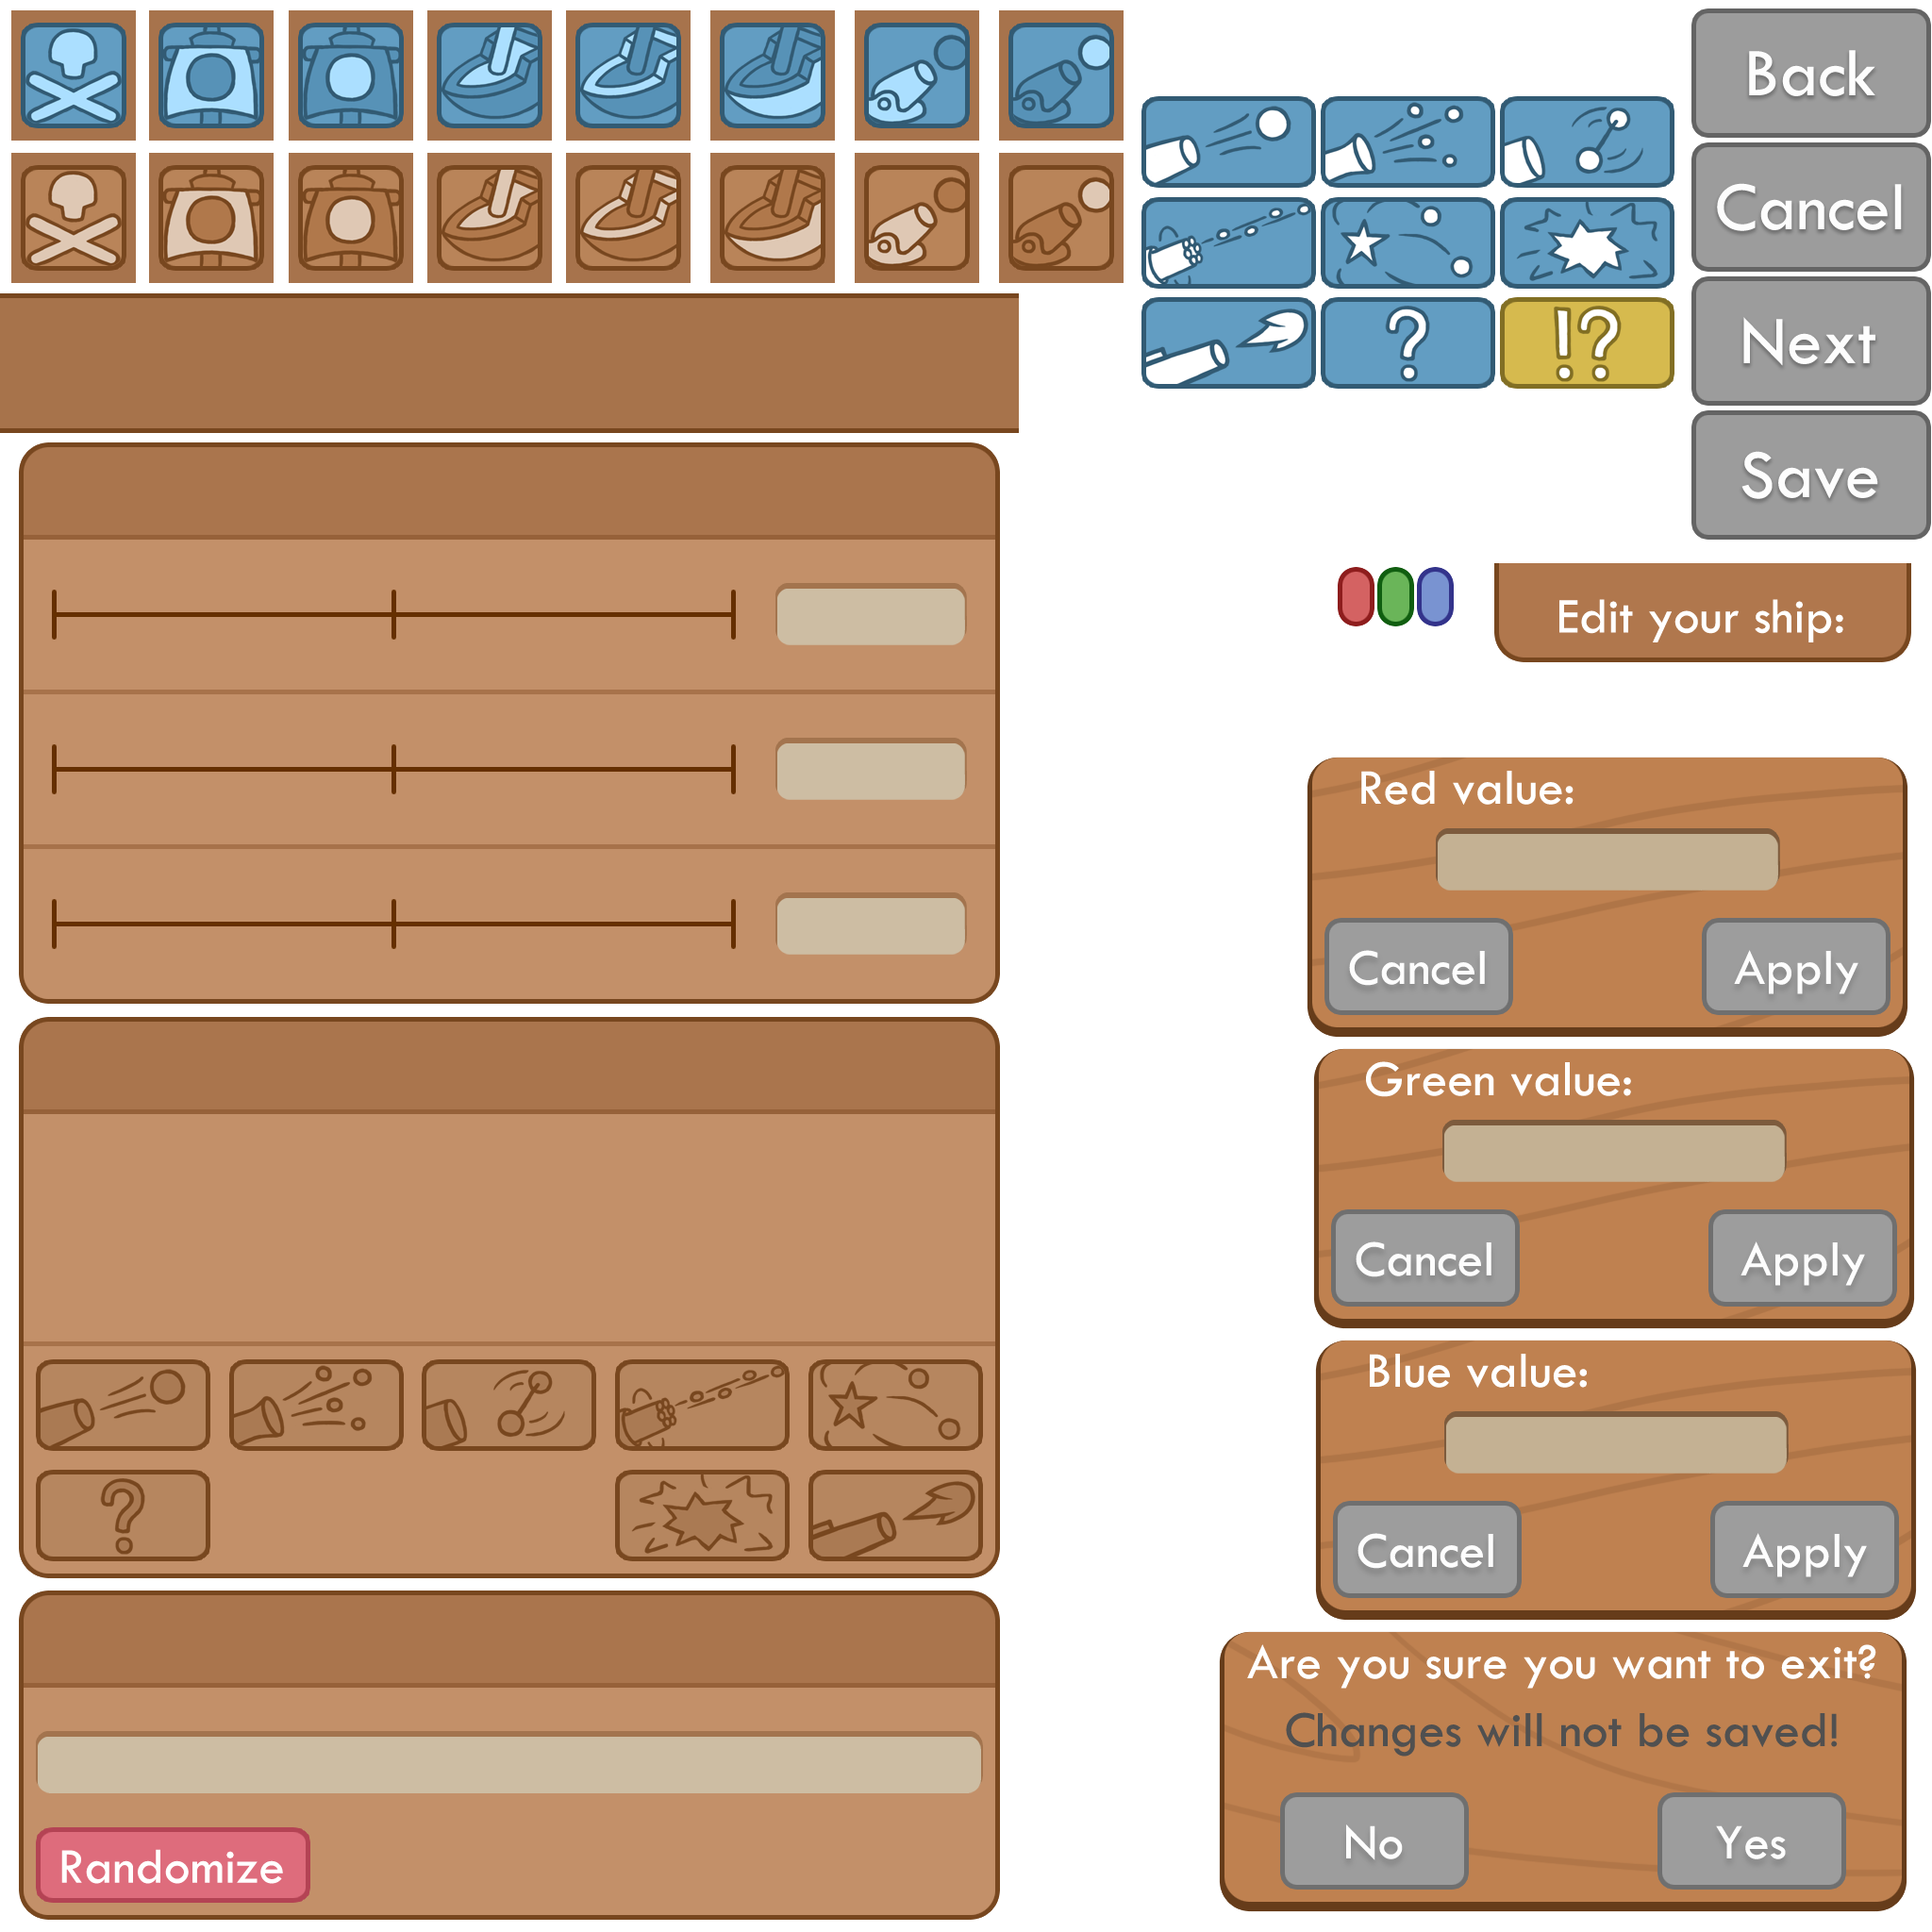 Back
Cancel
Next
?
!?
Save
Edit your ship:
Red value:
Cancel
Apply
Green value:
Cancel
Apply
Blue value:
Cancel
Apply
?
Are you sure you want to exit?
Changes will not be saved!
No
Yes
Randomize